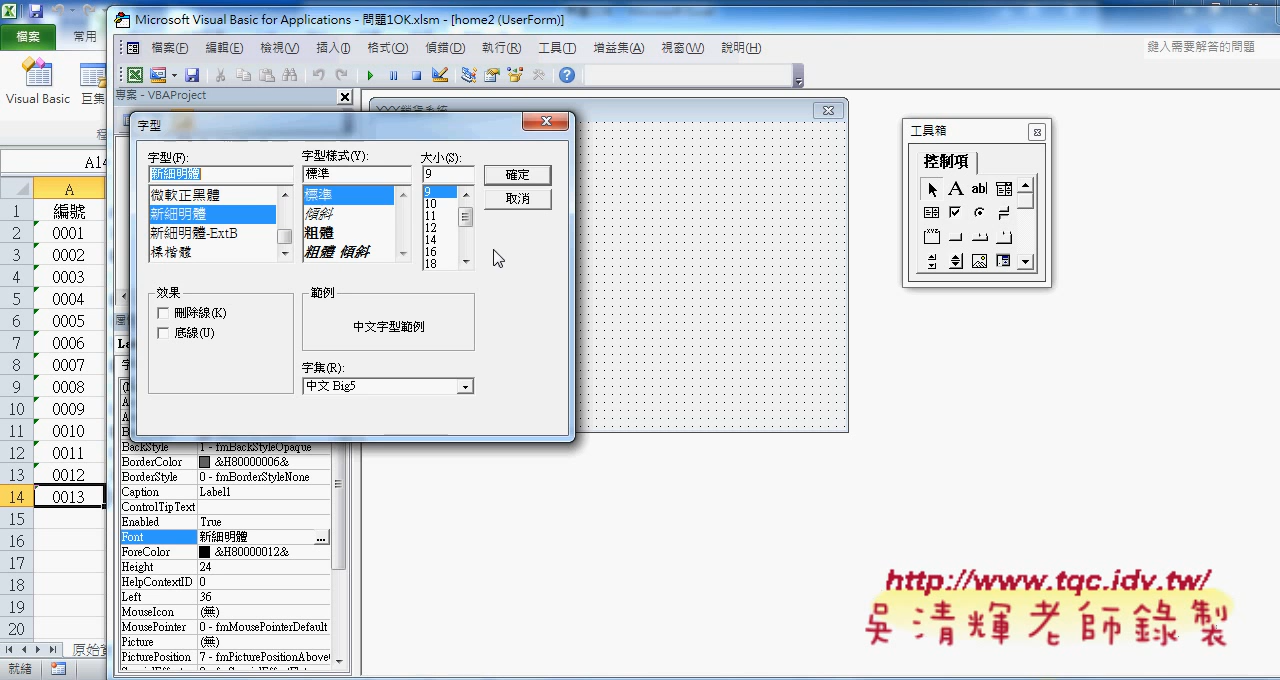 Microsoft Visual Basic for Applications - 問題1OK.xlsm - [home2 (UserForm)]
檔案
常用
檔案(F) 編輯(E) 檢視(V) 插入(I) 格式(O) 偵錯(D) 執行(R) 工具(T) 增益集(A) 視窗(W) 說明(H)
鍵入需要解答的問題
Visual Basic
巨集
專案 - VBAProject
字型
字型(F):
新細明體
微軟正黑體
新細明體
新細明體-ExtB
標楷體
字型樣式(Y):
標準
標準
傾斜
粗體
粗體 傾斜
大小(S):
9
9
10
11
12
14
16
18
確定
取消
效果
刪除線(K)
底線(U)
範例
中文字型範例
字集(R):
中文 Big5
工具箱
控制項
A abl
A14
A
1 編號
2 0001
3 0002
4 0003
5 0004
6 0005
7 0006
8 0007
9 0008
10 0009
11 0010
12 0011
13 0012
14 0013
15
16
17
18
19
20
BackStyle 1 - fmBackStyleOpaque
BorderColor &H80000006&
BorderStyle 0 - fmBorderStyleNone
Caption Label1
ControlTipText
Enabled True
Font 新細明體 ...
ForeColor &H80000012&
Height 24
HelpContextID 0
Left 36
MouseIcon (無)
MousePointer 0 - fmMousePointerDefault
Picture (無)
PicturePosition 7 - fmPictureAbove
就緒
http://www.tqc.idv.tw/
吳清輝老師錄製